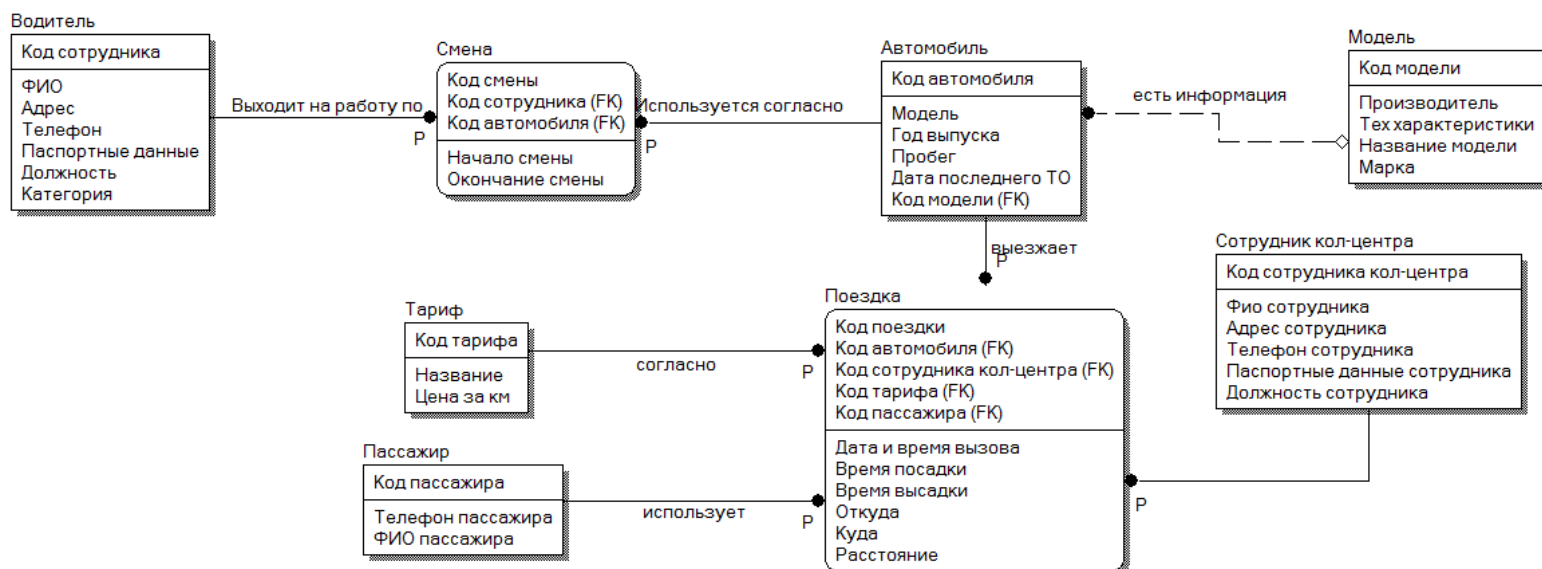 Водитель
Код сотрудника
ФИО
Адрес
Телефон
Паспортные данные
Должность
Категория
Выходит на работу по
P
Смена
Код смены
Код сотрудника (FK)
Код автомобиля (FK)
Начало смены
Окончание смены
Используется согласно
P
Автомобиль
Код автомобиля
Модель
Год выпуска
Пробег
Дата последнего ТО
Код модели (FK)
есть информация
Модель
Код модели
Производитель
Тех характеристики
Название модели
Марка
выезжает
P
Сотрудник кол-центра
Код сотрудника кол-центра
Фио сотрудника
Адрес сотрудника
Телефон сотрудника
Паспортные данные сотрудника
Должность сотрудника
P
Тариф
Код тарифа
Название
Цена за км
согласно
P
Поездка
Код поездки
Код автомобиля (FK)
Код сотрудника кол-центра (FK)
Код тарифа (FK)
Код пассажира (FK)
Дата и время вызова
Время посадки
Время высадки
Откуда
Куда
Расстояние
Пассажир
Код пассажира
Телефон пассажира
ФИО пассажира
использует
P